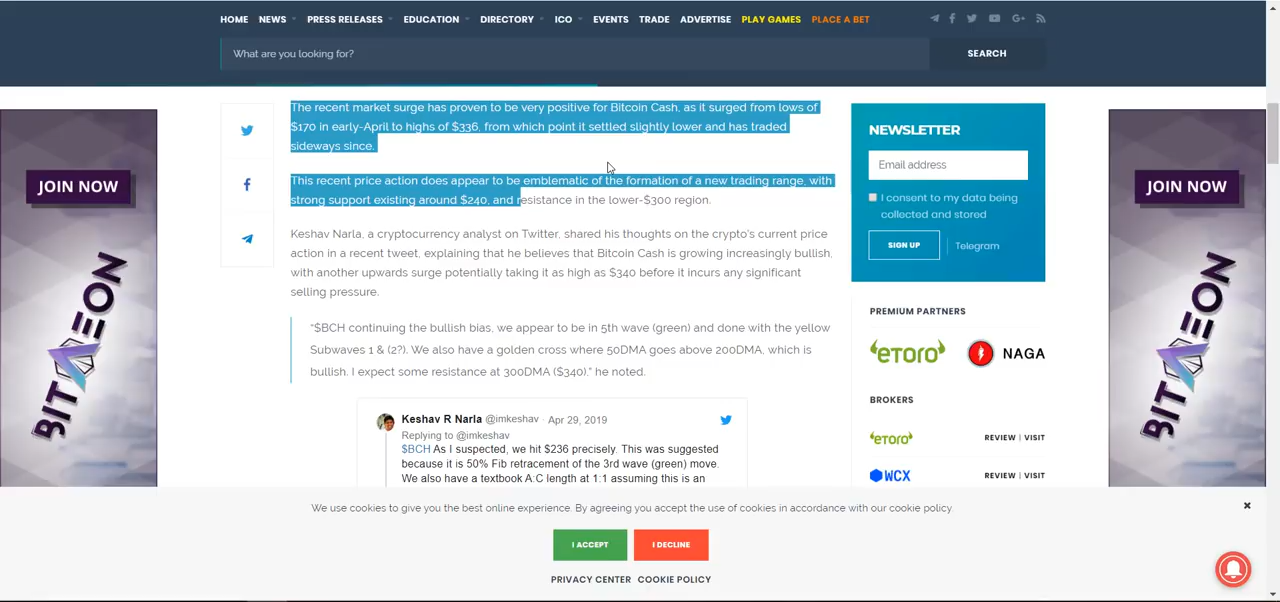 HOME NEWS PRESS RELEASES EDUCATION DIRECTORY ICO EVENTS TRADE ADVERTISE PLAY GAMES PLACE A BET
What are you looking for?
SEARCH
JOIN NOW
BITAEON
The recent market surge has proven to be very positive for Bitcoin Cash, as it surged from lows of
$170 in early-April to highs of $336, from which point it settled slightly lower and has traded
sideways since.
This recent price action does appear to be emblematic of the formation of a new trading range, with
strong support existing around $240, and resistance in the lower-$300 region.
Keshav Narla, a cryptocurrency analyst on Twitter, shared his thoughts on the crypto's current price
action in a recent tweet, explaining that he believes that Bitcoin Cash is growing increasingly bullish,
with another upwards surge potentially taking it as high as $340 before it incurs any significant
selling pressure.
"$BCH continuing the bullish bias, we appear to be in 5th wave (green) and done with the yellow
Subwaves 1 & (2?). We also have a golden cross where 50DMA goes above 200DMA, which is
bullish. I expect some resistance at 300DMA ($340)." he noted.
Keshav R Narla @imkeshav · Apr 29, 2019
Replying to @imkeshav
$BCH As I suspected, we hit $236 precisely. This was suggested
because it is 50% Fib retracement of the 3rd wave (green) move.
We also have a textbook A:C length at 1:1 assuming this is an
NEWSLETTER
Email address
I consent to my data being
collected and stored
SIGN UP
Telegram
PREMIUM PARTNERS
etoro
NAGA
BROKERS
etoro REVIEW | VISIT
WCX REVIEW | VISIT
JOIN NOW
BITAEON
We use cookies to give you the best online experience. By agreeing you accept the use of cookies in accordance with our cookie policy.
I ACCEPT
I DECLINE
PRIVACY CENTER COOKIE POLICY